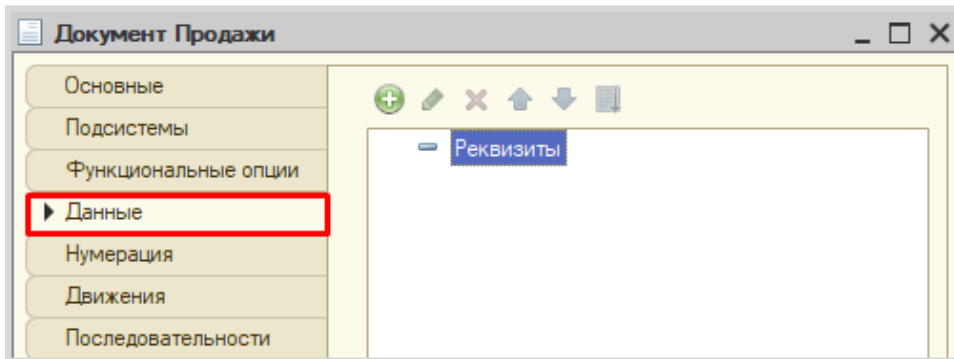 Документ Продажи
Основные
Подсистемы
Функциональные опции
Данные
Нумерация
Движения
Последовательности
Реквизиты